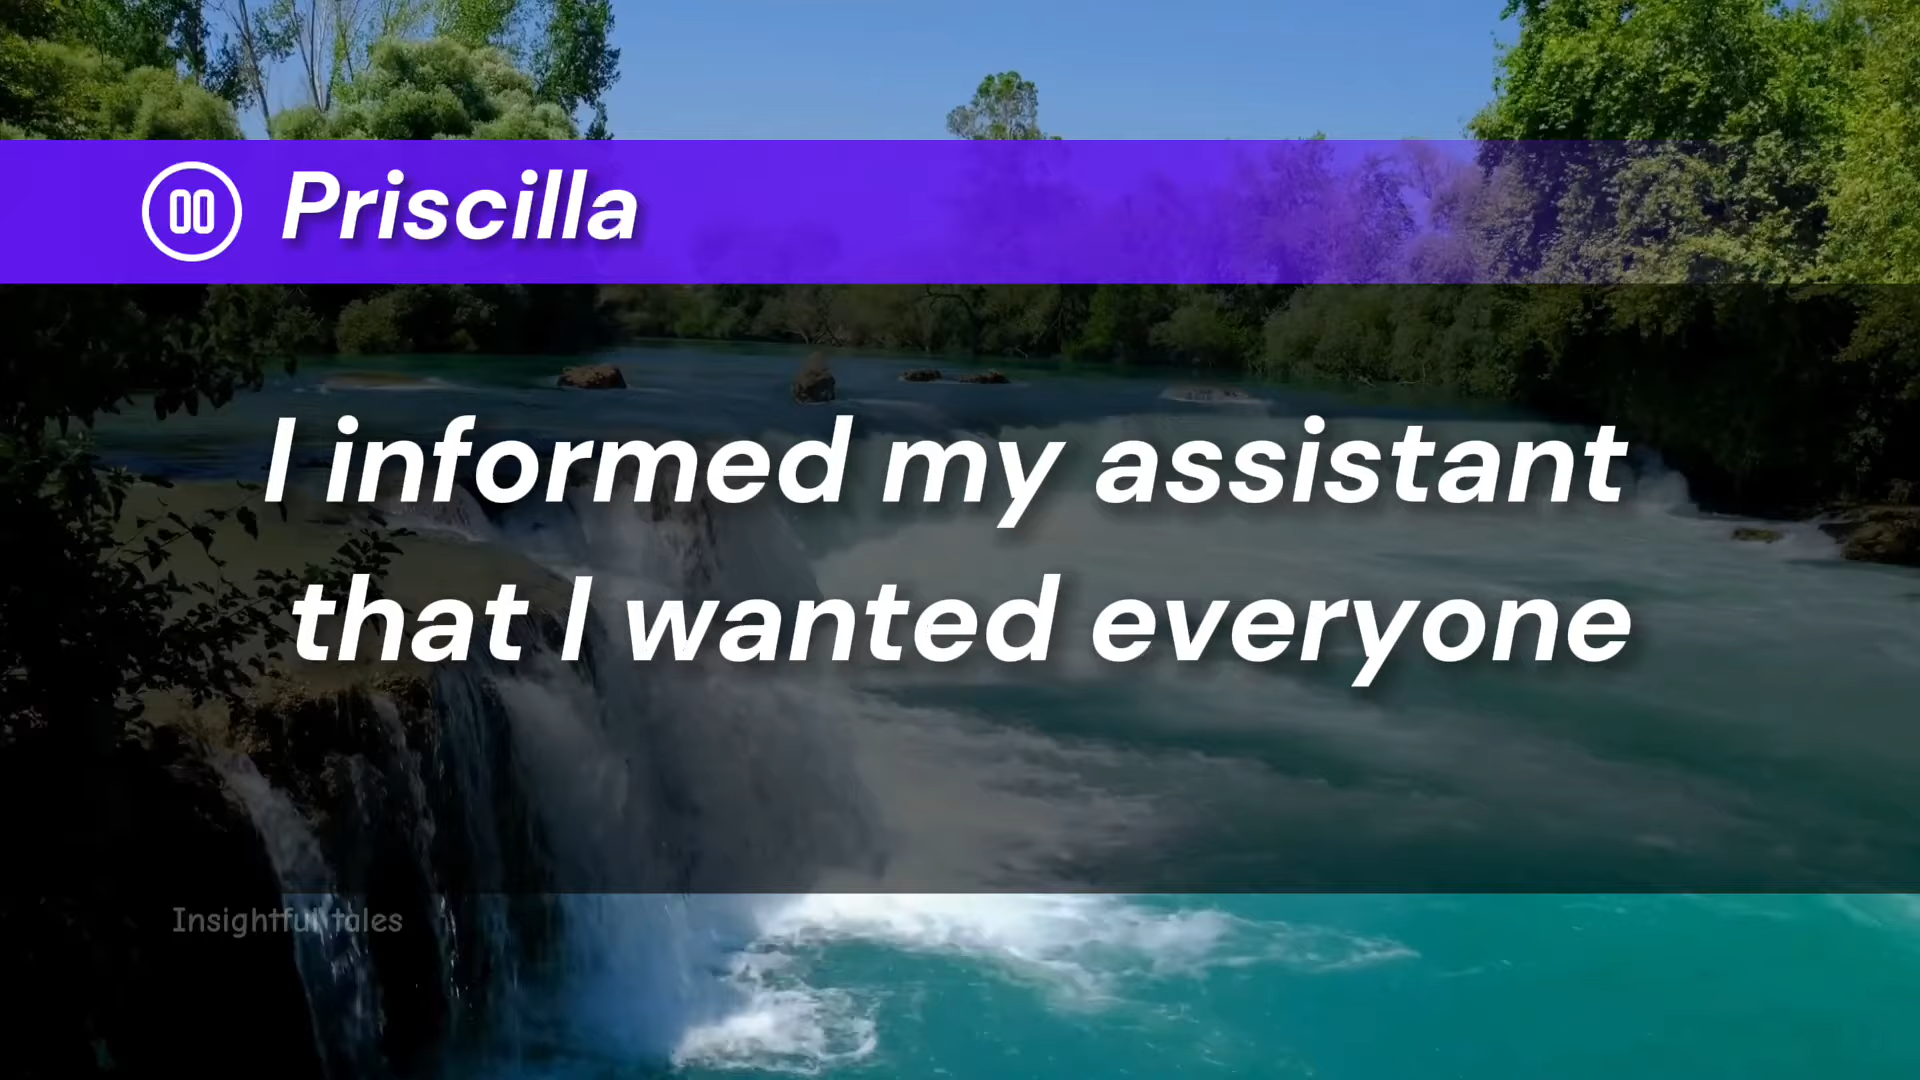 Priscilla
I informed my assistant
that I wanted everyone
Insightful tales